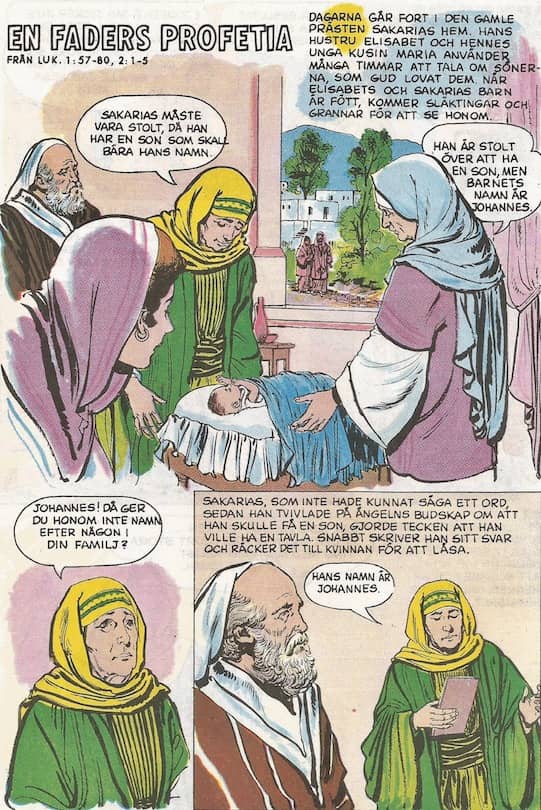 EN FADERS PROFETIA
FRÅN LUK. 1:57-80, 2:1-5
DAGARNA GÅR FORT I DEN GAMLE
PRÄSTEN SAKARIAS HEM. HANS
HUSTRU ELISABET OCH HENNES
UNGA KUSIN MARIA ANVÄNDER
MÅNGA TIMMAR ATT TALA OM SÖNER-
NA, SOM GUD LOVAT DEM. NÄR
ELISABETS OCH SAKARIAS BARN
ÄR FÖTT, KOMMER SLÄKTINGAR OCH
GRANNAR FÖR ATT SE HONOM.
SAKARIAS MÅSTE
VARA STOLT, DÅ HAN
HAR EN SON SOM SKALL
BÄRA HANS NAMN.
HAN ÄR STOLT
ÖVER ATT HA
EN SON, MEN
BARNETS
NAMN ÄR
JOHANNES.
JOHANNES! DÅ GER
DU HONOM INTE NAMN
EFTER NÅGON I
DIN FAMILJ?
SAKARIAS, SOM INTE HADE KUNNAT SÄGA ETT ORD,
SEDAN HAN TVIVLADE PÅ ÄNGELNS BUDSKAP OM ATT
HAN SKULLE FÅ EN SON, GJORDE TECKEN ATT HAN
VILLE HA EN TAVLA. SNABBT SKRIVER HAN SITT SVAR
OCH RÄCKER DET TILL KVINNAN FÖR ATT LÄSA.
HANS NAMN ÄR
JOHANNES.